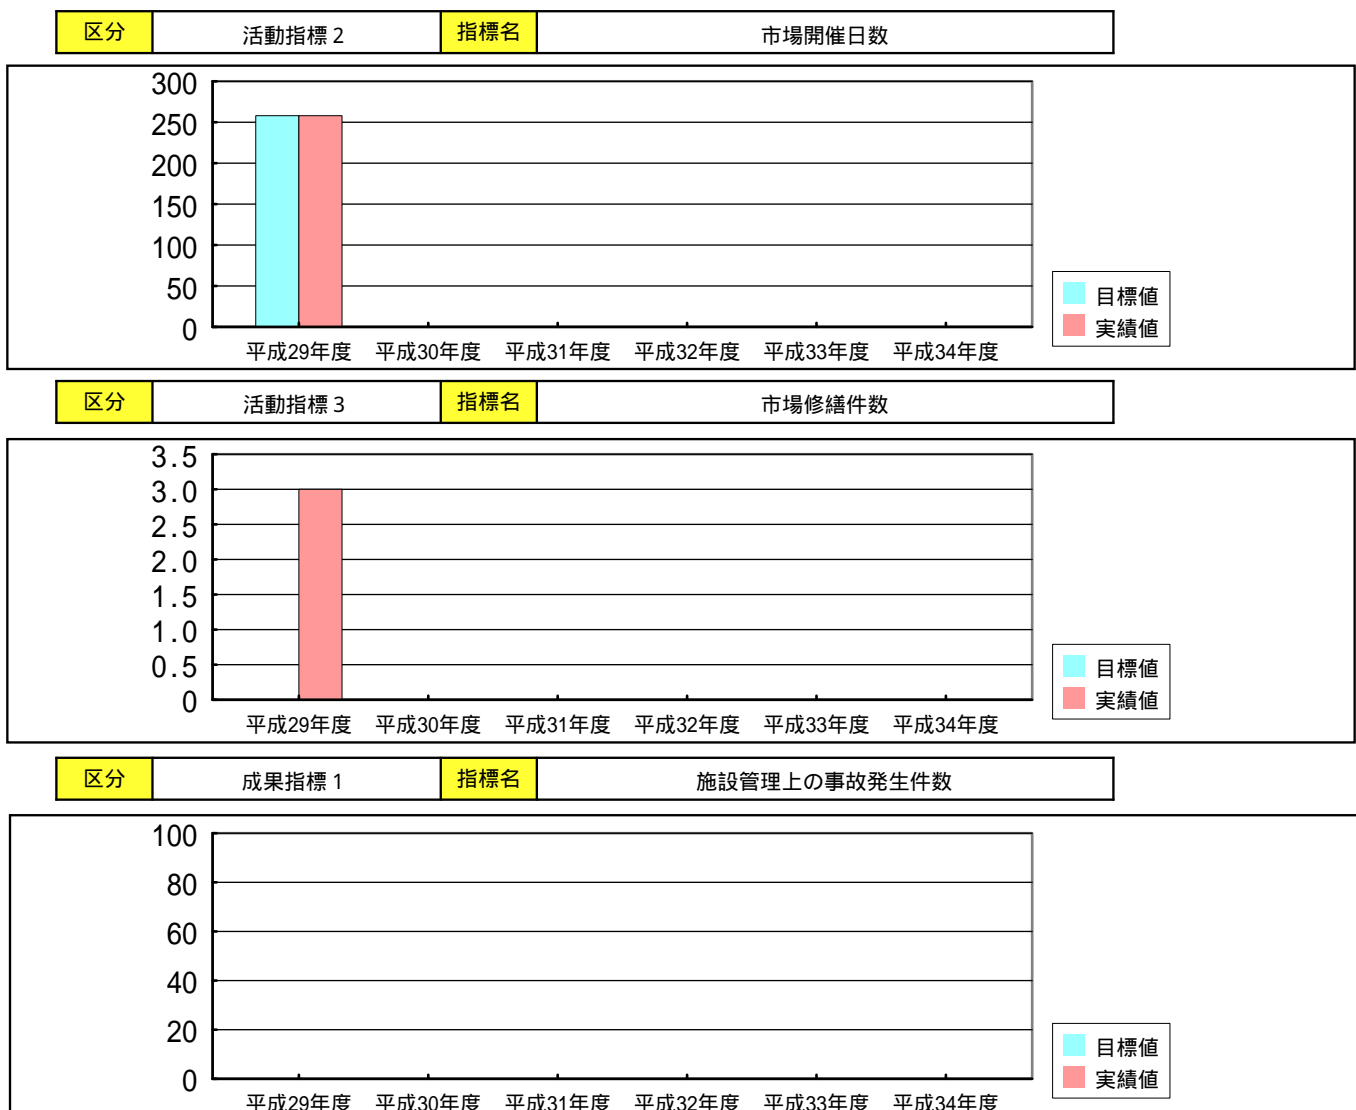 区分 活動指標2 指標名 市場開催日数
300
250
200
150
100
50
0
平成29年度 平成30年度 平成31年度 平成32年度 平成33年度 平成34年度
目標値
実績値
区分 活動指標3 指標名 市場修繕件数
3.5
3.0
2.5
2.0
1.5
1.0
0.5
0
平成29年度 平成30年度 平成31年度 平成32年度 平成33年度 平成34年度
目標値
実績値
区分 成果指標1 指標名 施設管理上の事故発生件数
100
80
60
40
20
0
平成29年度 平成30年度 平成31年度 平成32年度 平成33年度 平成34年度
目標値
実績値